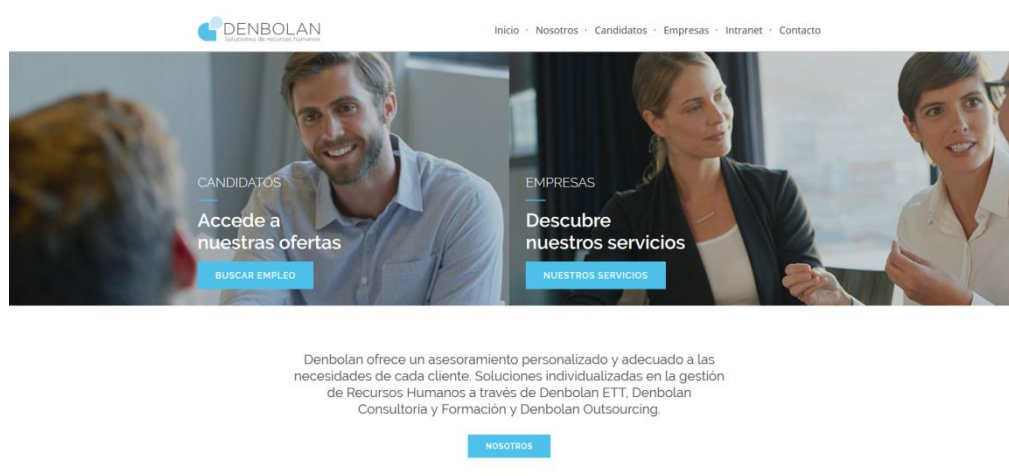 DENBOLAN
Soluciones de recursos humanos
Inicio · Nosotros · Candidatos · Empresas · Intranet · Contacto
CANDIDATOS
Accede a
nuestras ofertas
BUSCAR EMPLEO
EMPRESAS
Descubre
nuestros servicios
NUESTROS SERVICIOS
Denbolan ofrece un asesoramiento personalizado y adecuado a las
necesidades de cada cliente. Soluciones individualizadas en la gestión
de Recursos Humanos a través de Denbolan ETT, Denbolan
Consultoría y Formación y Denbolan Outsourcing.
NOSOTROS